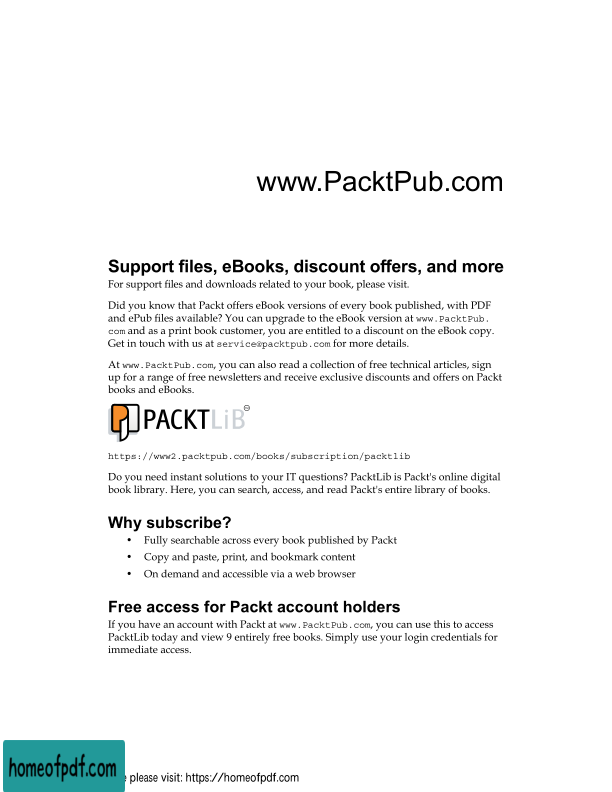 www.PacktPub.com
Support files, eBooks, discount offers, and more
For support files and downloads related to your book, please visit.
Did you know that Packt offers eBook versions of every book published, with PDF
and ePub files available? You can upgrade to the eBook version at www.PacktPub.
com and as a print book customer, you are entitled to a discount on the eBook copy.
Get in touch with us at service@packtpub.com for more details.
At www.PacktPub.com, you can also read a collection of free technical articles, sign
up for a range of free newsletters and receive exclusive discounts and offers on Packt
books and eBooks.
PACKTLiB
https://www2.packtpub.com/books/subscription/packtlib
Do you need instant solutions to your IT questions? PacktLib is Packt's online digital
book library. Here, you can search, access, and read Packt's entire library of books.
Why subscribe?
• Fully searchable across every book published by Packt
• Copy and paste, print, and bookmark content
• On demand and accessible via a web browser
Free access for Packt account holders
If you have an account with Packt at www.PacktPub.com, you can use this to access
PacktLib today and view 9 entirely free books. Simply use your login credentials for
immediate access.
homeofpdf.com
please visit: https://homeofpdf.com